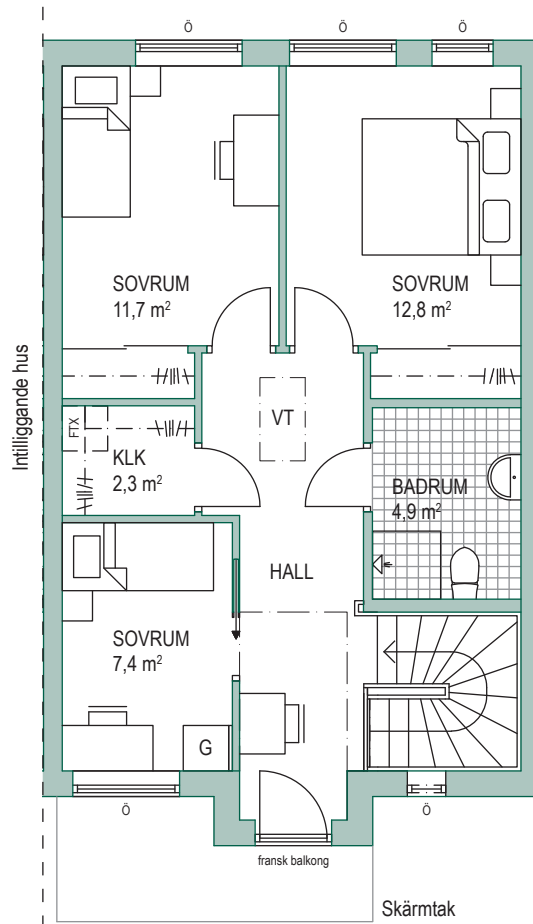 Ö
Ö
Ö
SOVRUM
11,7 m²
SOVRUM
12,8 m²
Intilliggande hus
FTX
VT
KLK
2,3 m²
BADRUM
4,9 m²
HALL
SOVRUM
7,4 m²
G
Ö
Ö
fransk balkong
Skärmtak